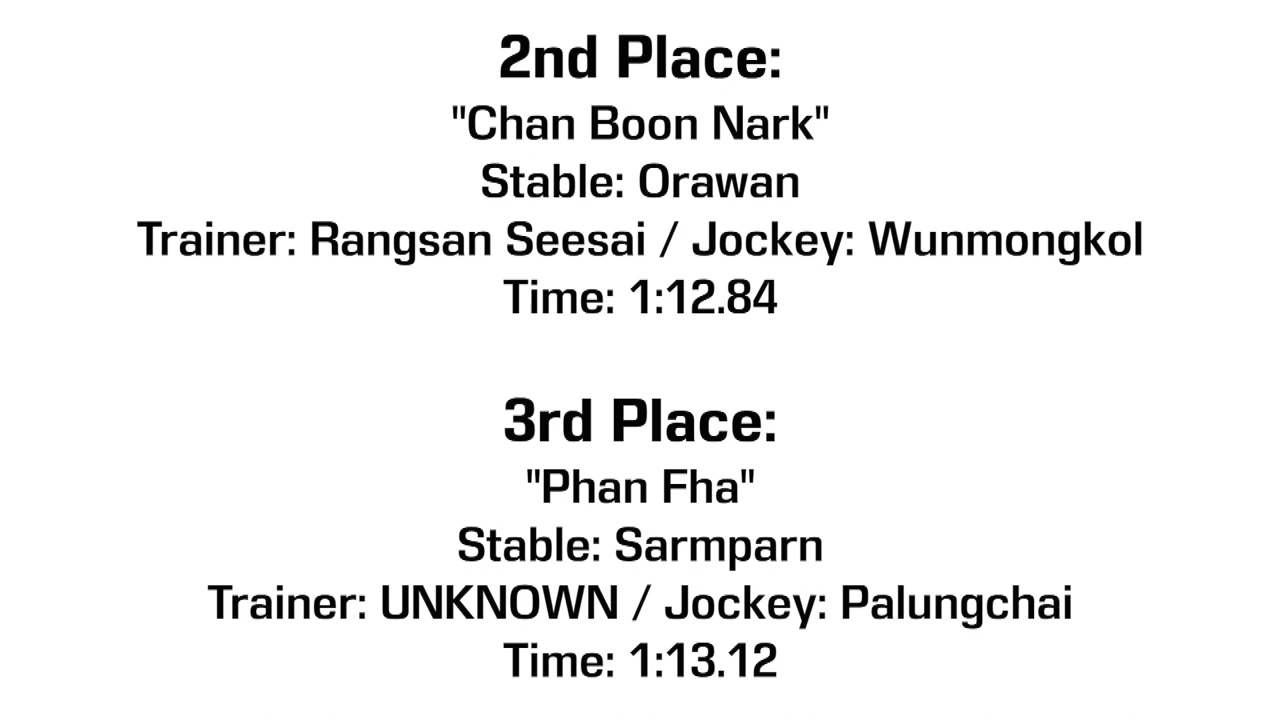 2nd Place:
"Chan Boon Nark"
Stable: Orawan
Trainer: Rangsan Seesai / Jockey: Wunmongkol
Time: 1:12.84
3rd Place:
"Phan Fha"
Stable: Sarmparn
Trainer: UNKNOWN / Jockey: Palungchai
Time: 1:13.12